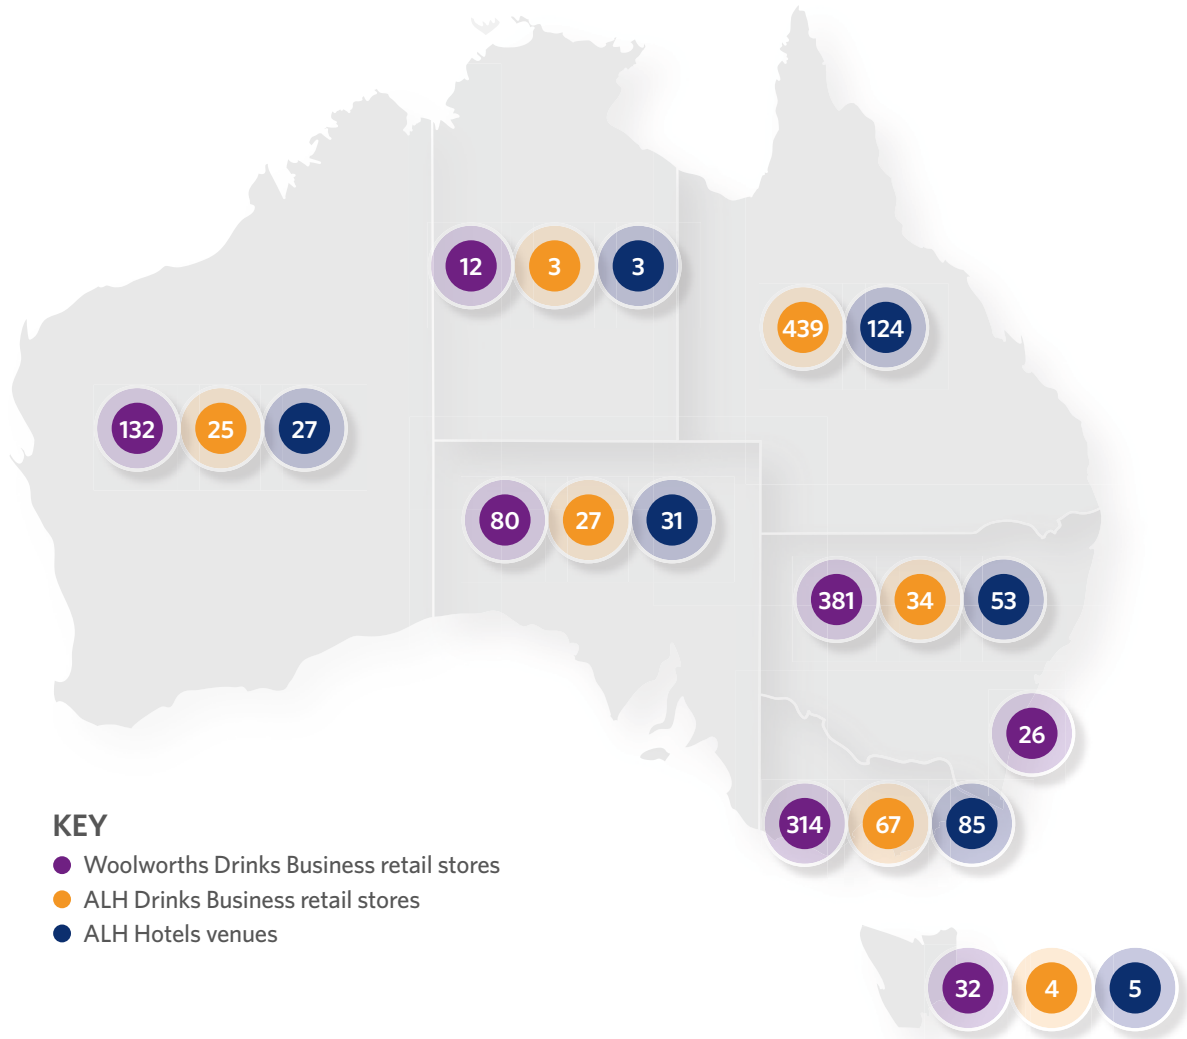 12 3 3
439 124
132 25 27
80 27 31
381 34 53
26
314 67 85
KEY
Woolworths Drinks Business retail stores
ALH Drinks Business retail stores
ALH Hotels venues
32 4 5